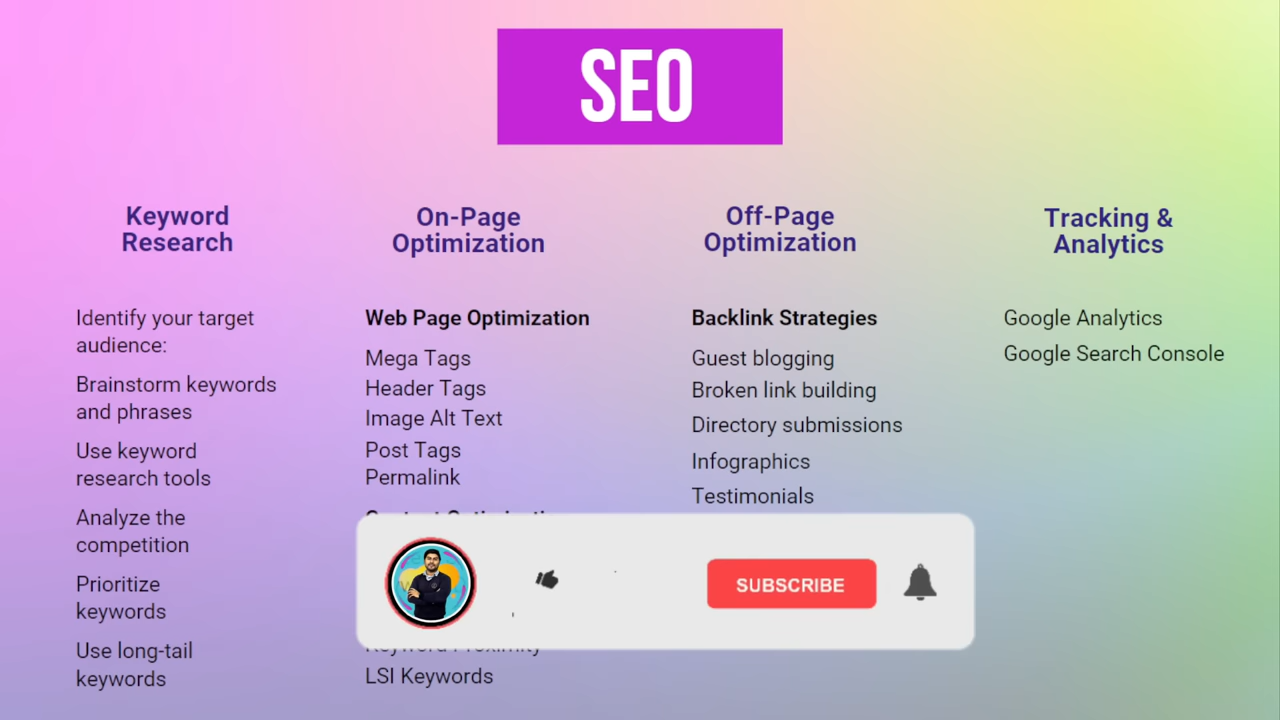 SEO
Keyword
Research
Identify your target
audience:
Brainstorm keywords
and phrases
Use keyword
research tools
Analyze the
competition
Prioritize
keywords
Use long-tail
keywords
On-Page
Optimization
Web Page Optimization
Mega Tags
Header Tags
Image Alt Text
Post Tags
Permalink
Keyword Proximity
LSI Keywords
Off-Page
Optimization
Backlink Strategies
Guest blogging
Broken link building
Directory submissions
Infographics
Testimonials
Tracking &
Analytics
Google Analytics
Google Search Console
SUBSCRIBE